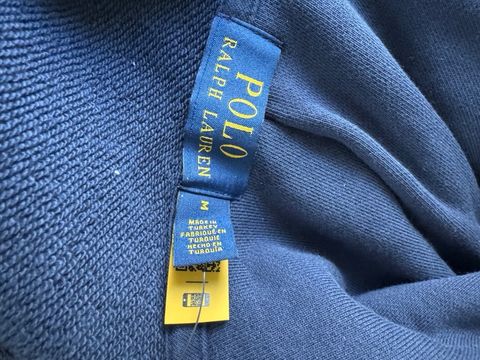 POLO
RALPH LAUREN
M
MADE IN
TURKEY
FABRIQUÉ EN
TURQUIE
HECHO EN
TURQUÍA